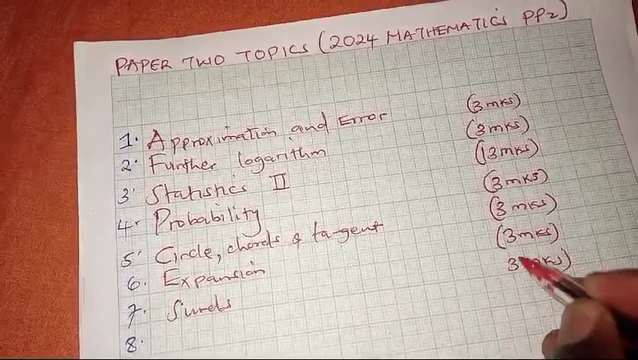 PAPER TWO TOPICS (2024 MATHEMATICS PP2)
1. Approximation and Error (3mks)
2. Further logarithm (3mks)
3. Statistics II (13mks)
4. Probability (3mks)
5. Circle, chords & tangent (3mks)
6. Expansion (3mks)
7. Surds 3mks)
8.